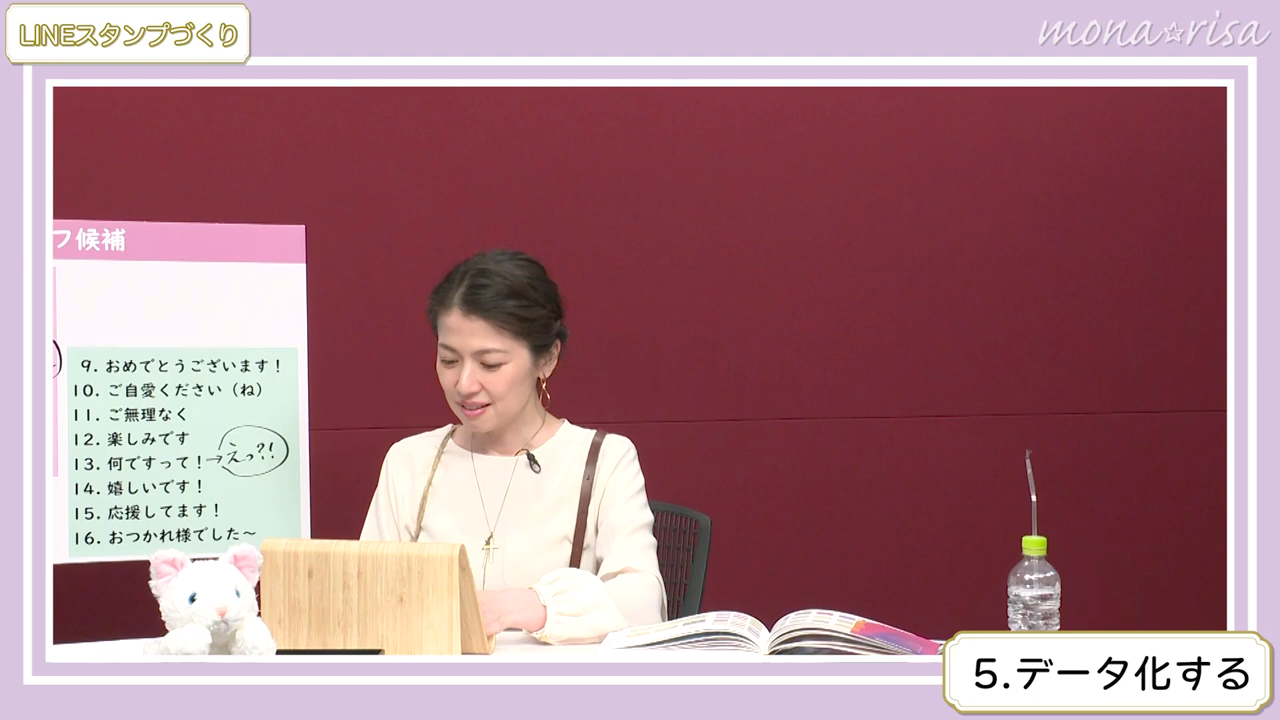 LINEスタンプづくり
mona☆risa
フ候補
9. おめでとうございます!
10. ご自愛ください(ね)
11. ご無理なく
12. 楽しみです
13. 何ですって!→えっ?!
14. 嬉しいです!
15. 応援してます!
16. おつかれ様でした〜
5.データ化する